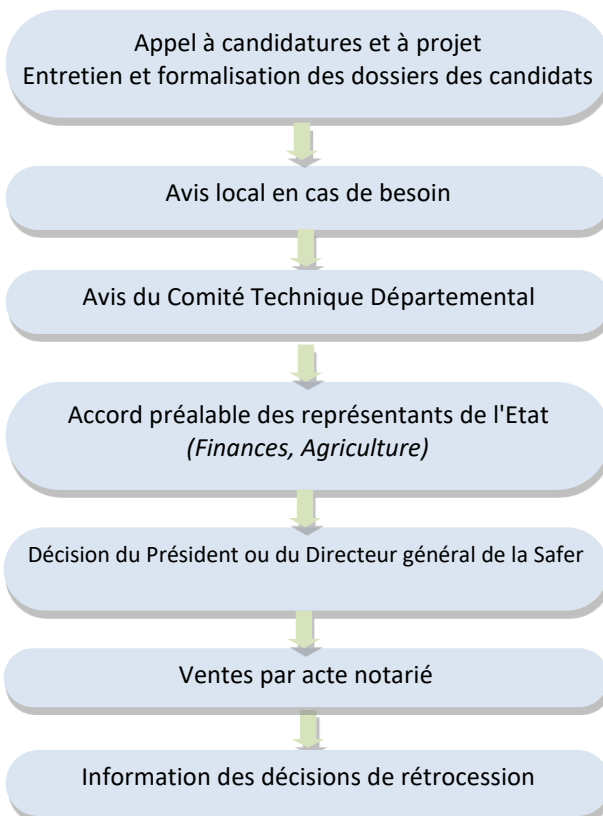 Appel à candidatures et à projet
Entretien et formalisation des dossiers des candidats
Avis local en cas de besoin
Avis du Comité Technique Départemental
Accord préalable des représentants de l'Etat
(Finances, Agriculture)
Décision du Président ou du Directeur général de la Safer
Ventes par acte notarié
Information des décisions de rétrocession